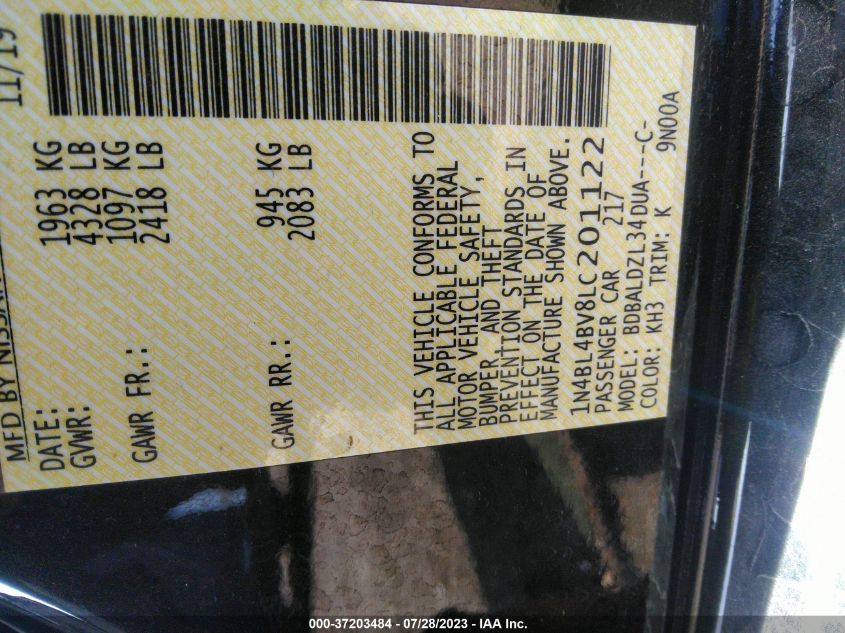 MFD BY NISSAN
DATE: 11/19
GVWR: 1963 KG
4328 LB
GAWR FR.: 1097 KG
2418 LB
GAWR RR.: 945 KG
2083 LB
THIS VEHICLE CONFORMS TO
ALL APPLICABLE FEDERAL
MOTOR VEHICLE SAFETY,
BUMPER, AND THEFT
PREVENTION STANDARDS IN
EFFECT ON THE DATE OF
MANUFACTURE SHOWN ABOVE.
1N4BL4BV8LC201122
PASSENGER CAR 217
MODEL: BDBALDZL34DUA---C-
COLOR: KH3 TRIM: K 9N00A
000-37203484 - 07/28/2023 - IAA Inc.